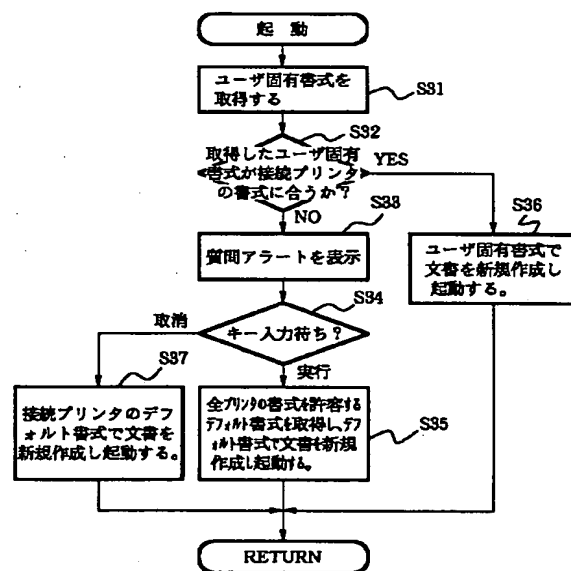 起 動
ユーザ固有書式を
取得する
S31
S32
取得したユーザ固有
書式が接続プリンタ
の書式に合うか？
YES
NO
S33
質問アラートを表示
S36
ユーザ固有書式で
文書を新規作成し
起動する。
S34
キー入力待ち？
取消
実行
S37
接続プリンタのデフ
ォルト書式で文書を
新規作成し起動する。
全プリンタの書式を許容する
デフォルト書式を取得し、デフ
ォルト書式で文書を新規
作成し起動する。
S35
RETURN